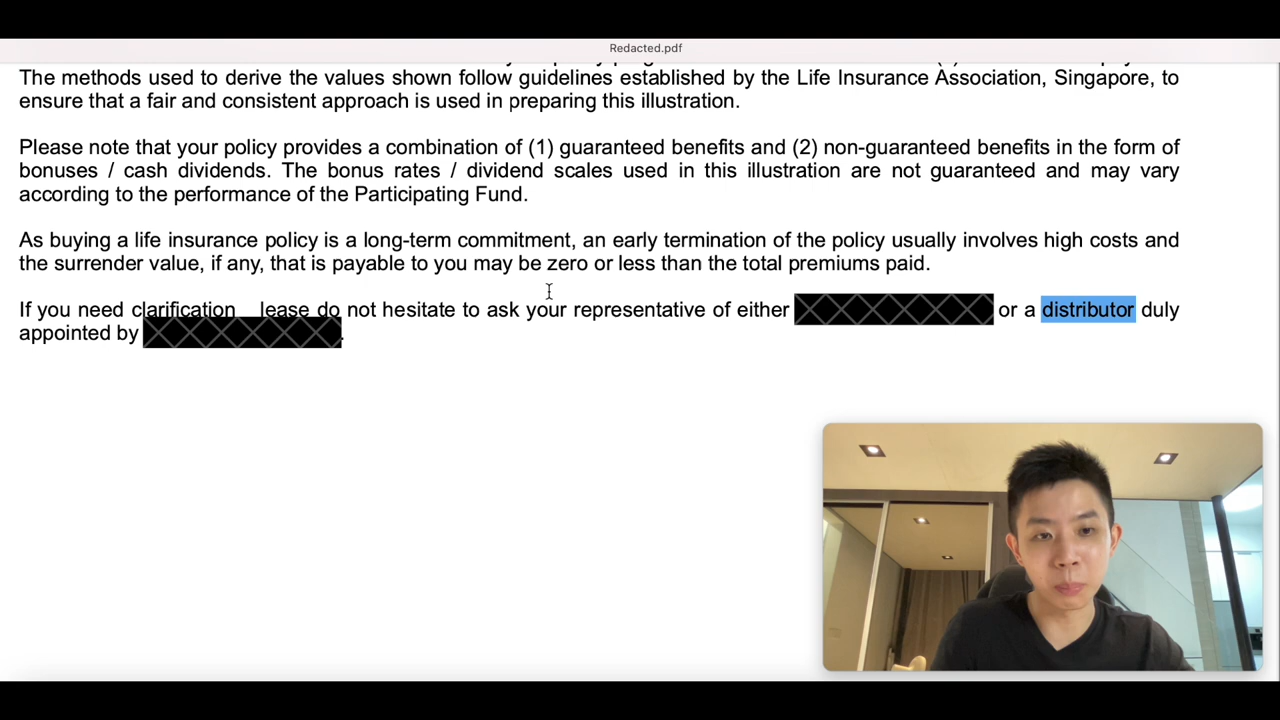 Redacted.pdf
The methods used to derive the values shown follow guidelines established by the Life Insurance Association, Singapore, to
ensure that a fair and consistent approach is used in preparing this illustration.
Please note that your policy provides a combination of (1) guaranteed benefits and (2) non-guaranteed benefits in the form of
bonuses / cash dividends. The bonus rates / dividend scales used in this illustration are not guaranteed and may vary
according to the performance of the Participating Fund.
As buying a life insurance policy is a long-term commitment, an early termination of the policy usually involves high costs and
the surrender value, if any, that is payable to you may be zero or less than the total premiums paid.
If you need clarification lease do not hesitate to ask your representative of either or a distributor duly
appointed by .